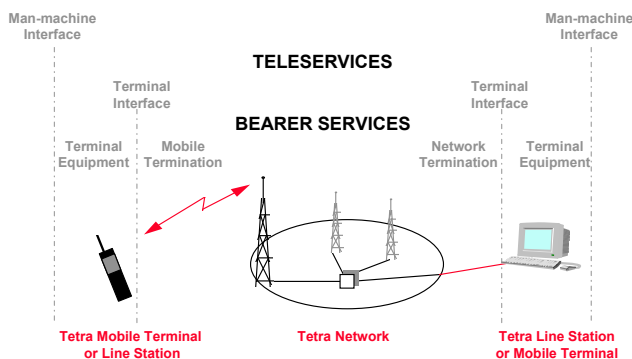 Man-machine
Interface
Man-machine
Interface
TELESERVICES
Terminal
Interface
Terminal
Interface
BEARER SERVICES
Terminal
Equipment
Mobile
Termination
Network
Termination
Terminal
Equipment
Tetra Mobile Terminal
or Line Station
Tetra Network
Tetra Line Station
or Mobile Terminal